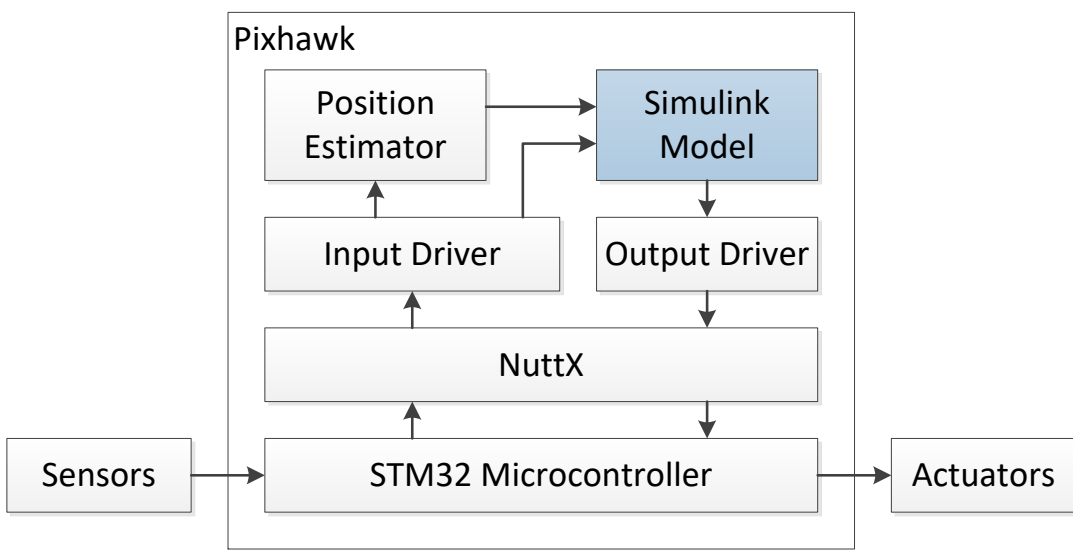 Pixhawk
Position
Estimator
Simulink
Model
Input Driver
Output Driver
NuttX
Sensors
STM32 Microcontroller
Actuators